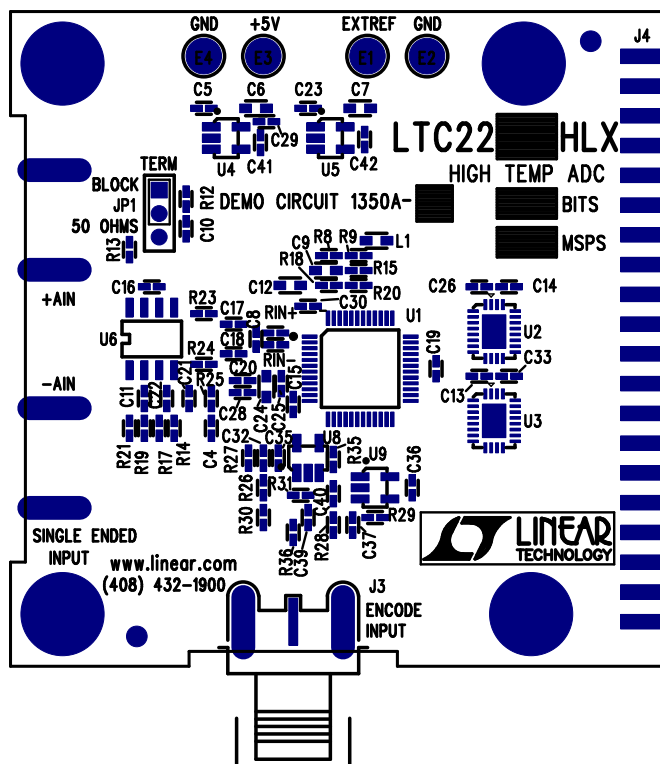 GND +5V EXTREF GND
E4 E3 E1 E2
J4
C5 C6 C23 C7
C29
U4 C41 U5 C42
LTC22 HLX
HIGH TEMP ADC
TERM
BLOCK
JP1
50 OHMS
R12
C10
R13
DEMO CIRCUIT 1350A-
BITS
MSPS
R8 R9 L1
C9
R18 R15
C12 R20
C30
C16
+AIN
R23 C17
C8 RIN+
U1
C26 C14
U2
U6
C18
RIN-
R24
C19
C33
C13
C20
C15
C11 C22 C21 R25
C28 C24 C25
U3
-AIN
R21 R19 R17 R14 C4
C32 C35 U8
R27 R35
U9 C36
R26 R31
C40
R30
R29
R36 C39 R28 C37
SINGLE ENDED
INPUT
LINEAR
TECHNOLOGY
www.linear.com
(408) 432-1900
J3
ENCODE
INPUT